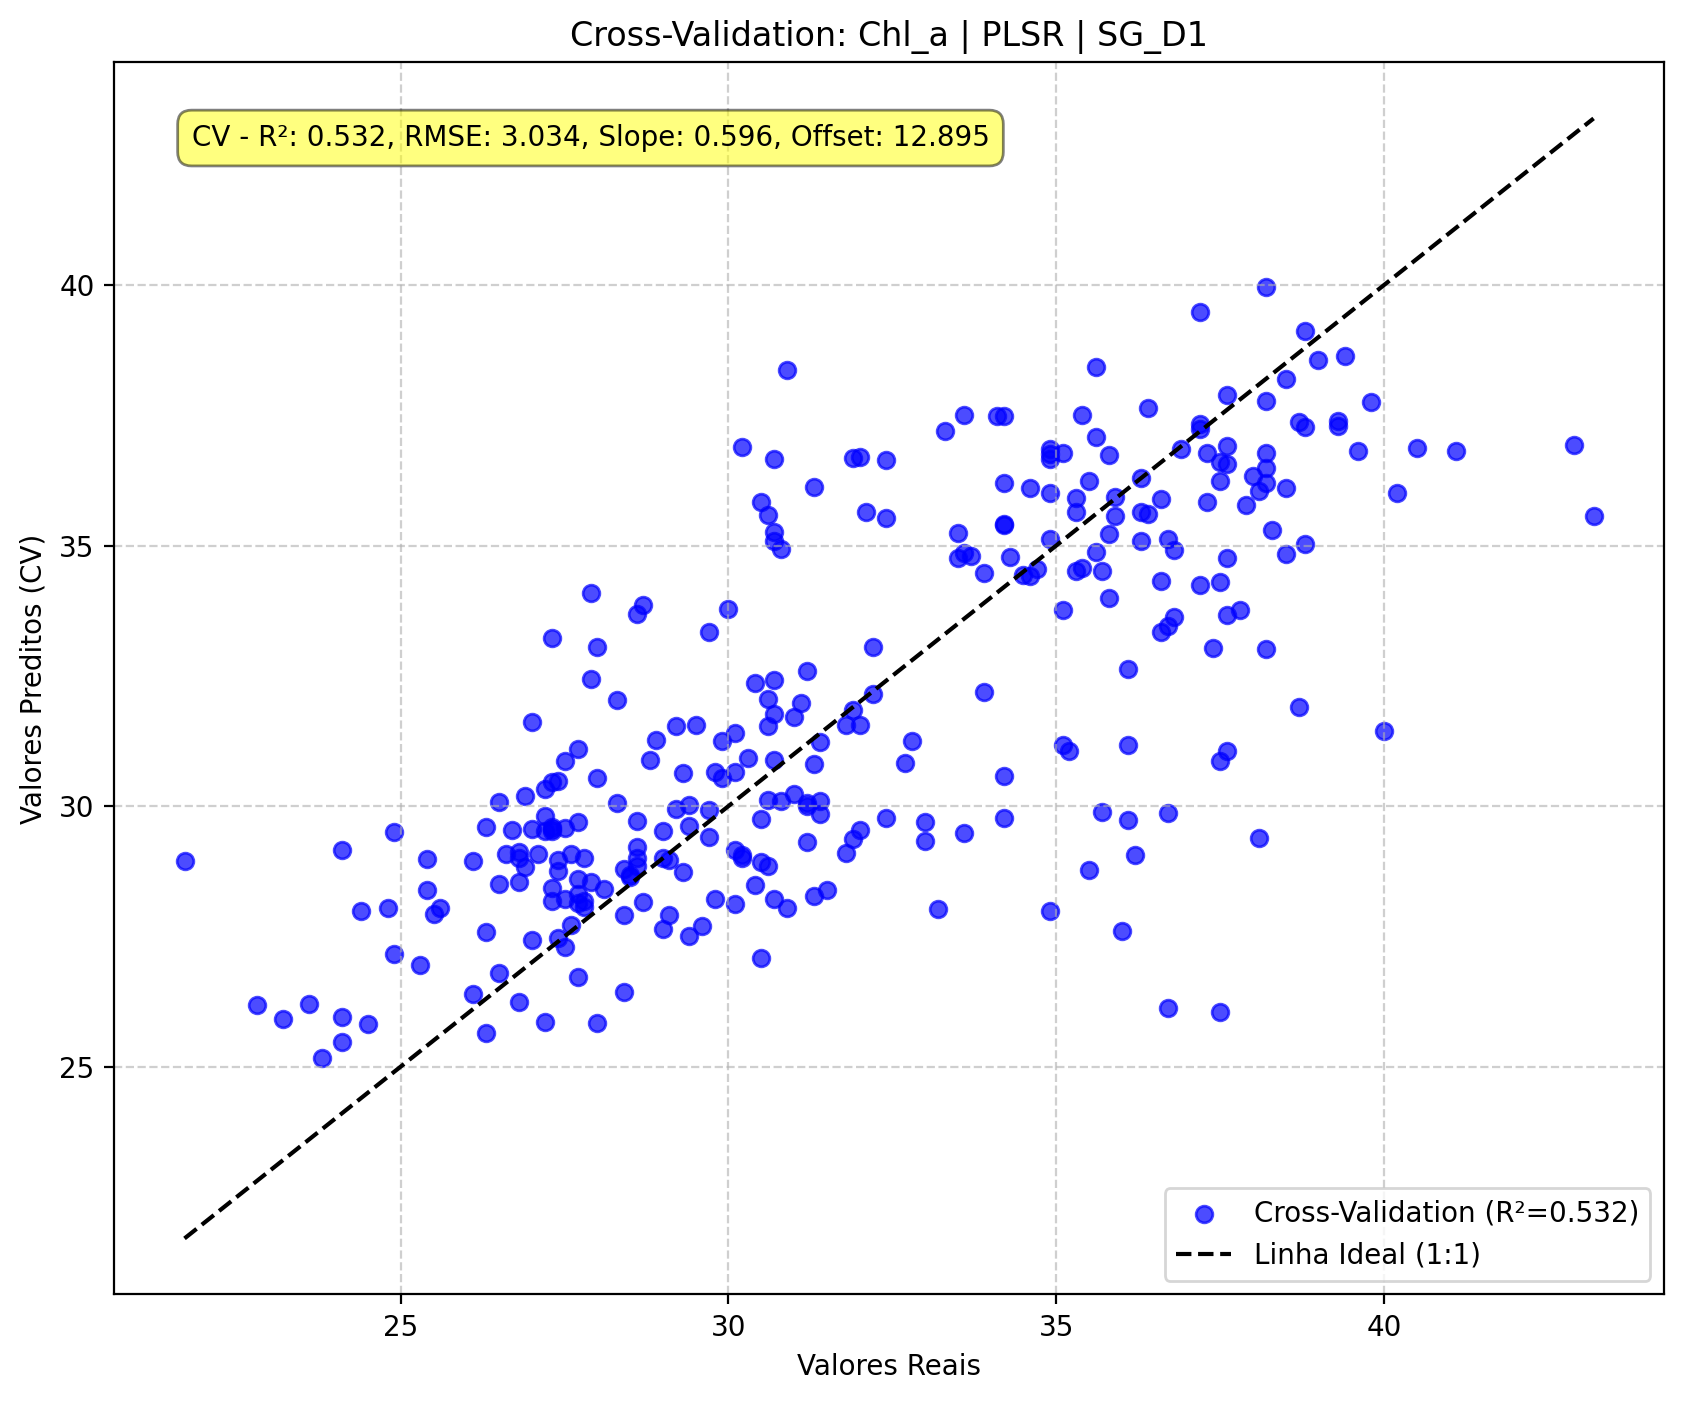 Cross-Validation: Chl_a | PLSR | SG_D1
CV - R²: 0.532, RMSE: 3.034, Slope: 0.596, Offset: 12.895
40
35
30
25
Valores Preditos (CV)
Cross-Validation (R²=0.532)
Linha Ideal (1:1)
25 30 35 40
Valores Reais